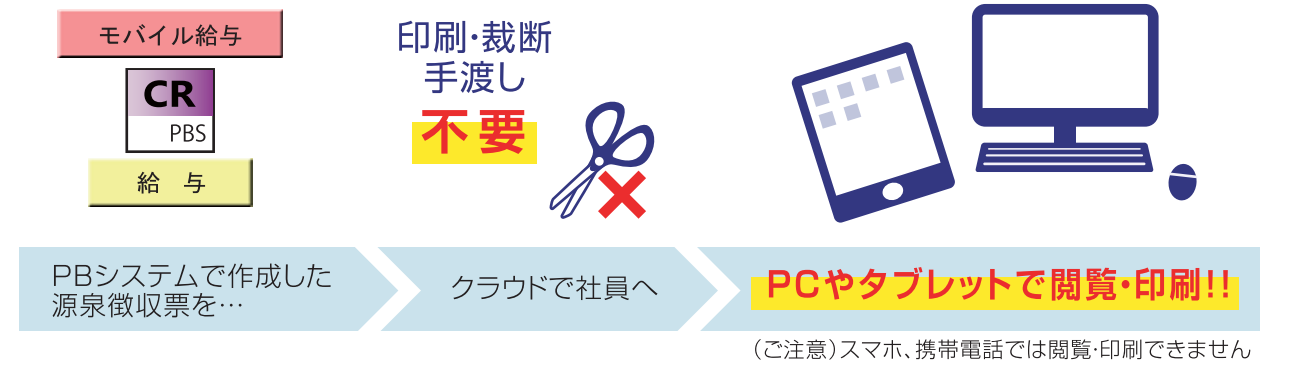 モバイル給与
CR
PBS
給 与
印刷・裁断
手渡し
不要
PBシステムで作成した
源泉徴収票を…
クラウドで社員へ
PCやタブレットで閲覧・印刷!!
(ご注意)スマホ、携帯電話では閲覧・印刷できません